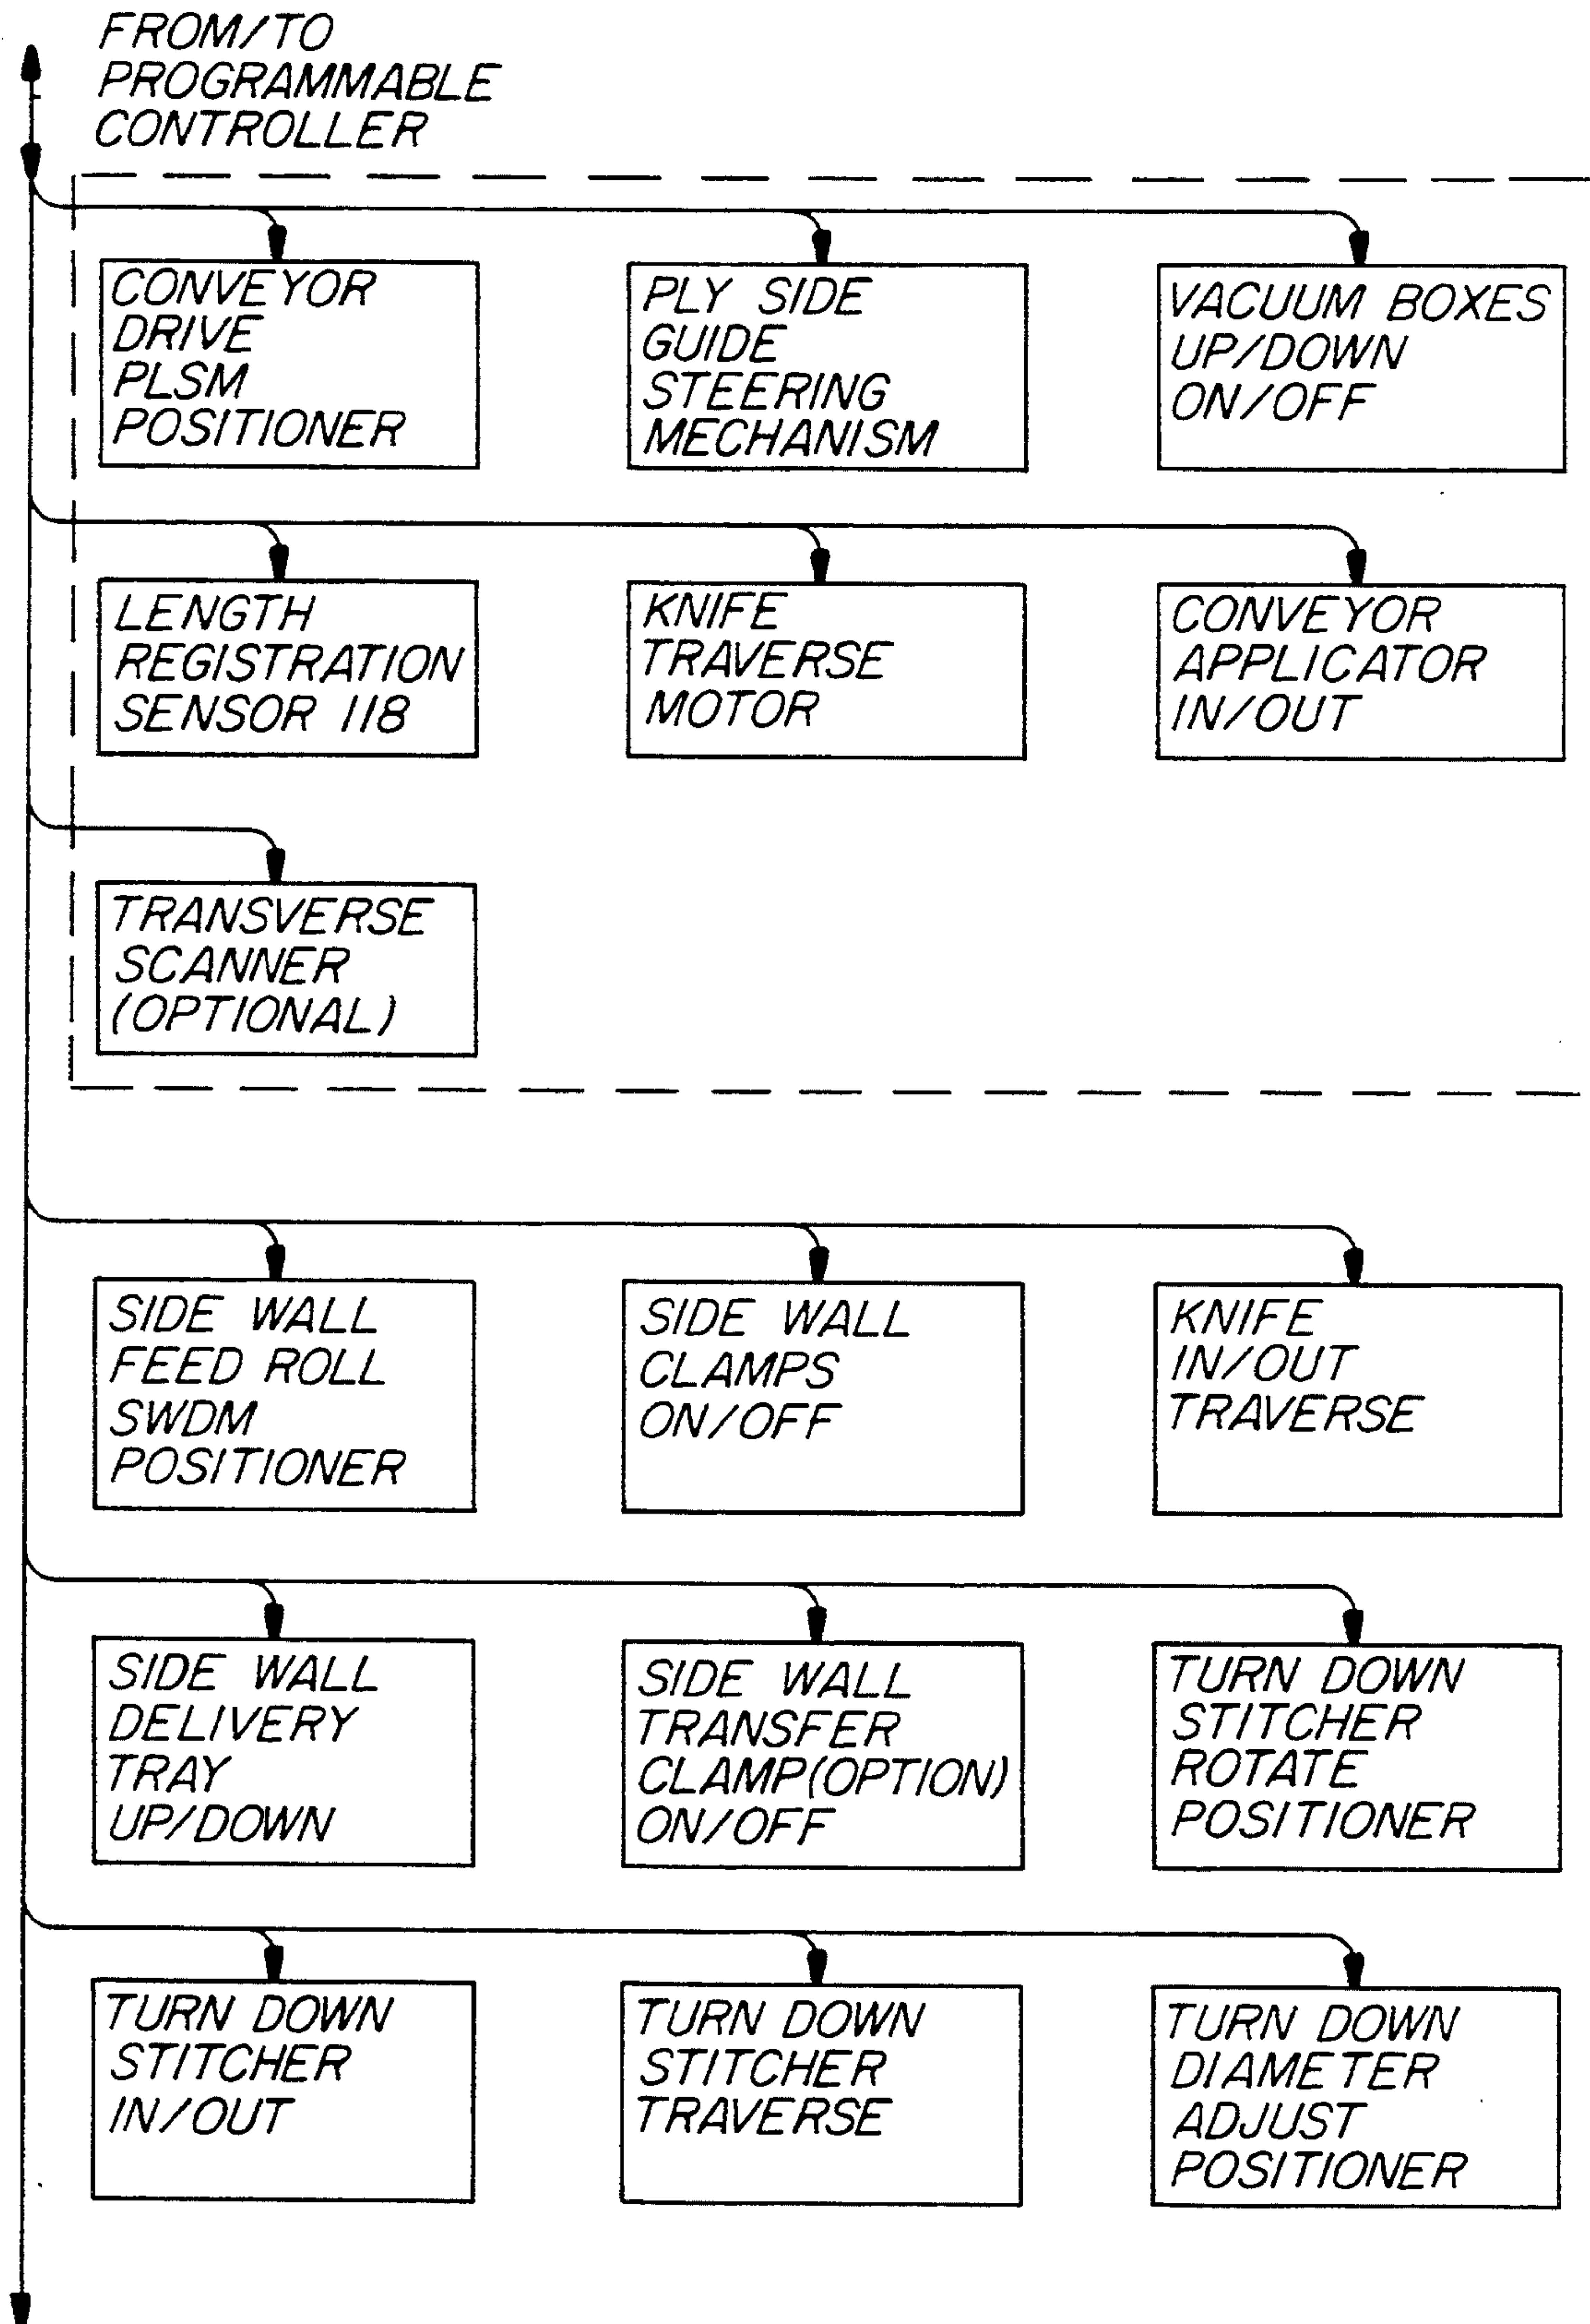 FROM/TO
PROGRAMMABLE
CONTROLLER
CONVEYOR
DRIVE
PLSM
POSITIONER
PLY SIDE
GUIDE
STEERING
MECHANISM
VACUUM BOXES
UP/DOWN
ON/OFF
LENGTH
REGISTRATION
SENSOR 118
KNIFE
TRAVERSE
MOTOR
CONVEYOR
APPLICATOR
IN/OUT
TRANSVERSE
SCANNER
(OPTIONAL)
SIDE WALL
FEED ROLL
SWDM
POSITIONER
SIDE WALL
CLAMPS
ON/OFF
KNIFE
IN/OUT
TRAVERSE
SIDE WALL
DELIVERY
TRAY
UP/DOWN
SIDE WALL
TRANSFER
CLAMP(OPTION)
ON/OFF
TURN DOWN
STITCHER
ROTATE
POSITIONER
TURN DOWN
STITCHER
IN/OUT
TURN DOWN
STITCHER
TRAVERSE
TURN DOWN
DIAMETER
ADJUST
POSITIONER